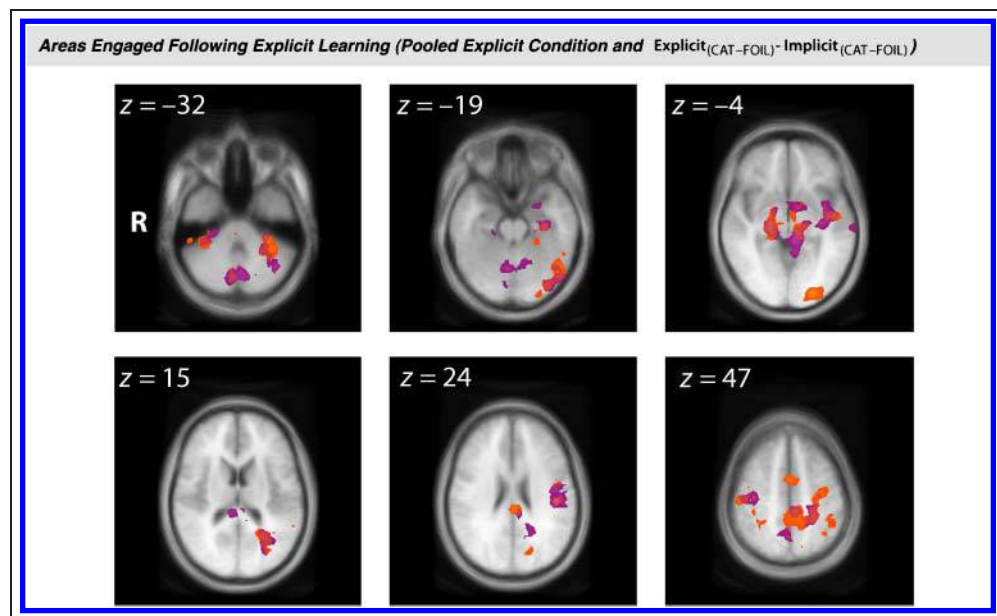 Areas Engaged Following Explicit Learning (Pooled Explicit Condition and Explicit(CAT–FOIL)- Implicit(CAT–FOIL))
z = –32
z = –19
z = –4
R
z = 15
z = 24
z = 47